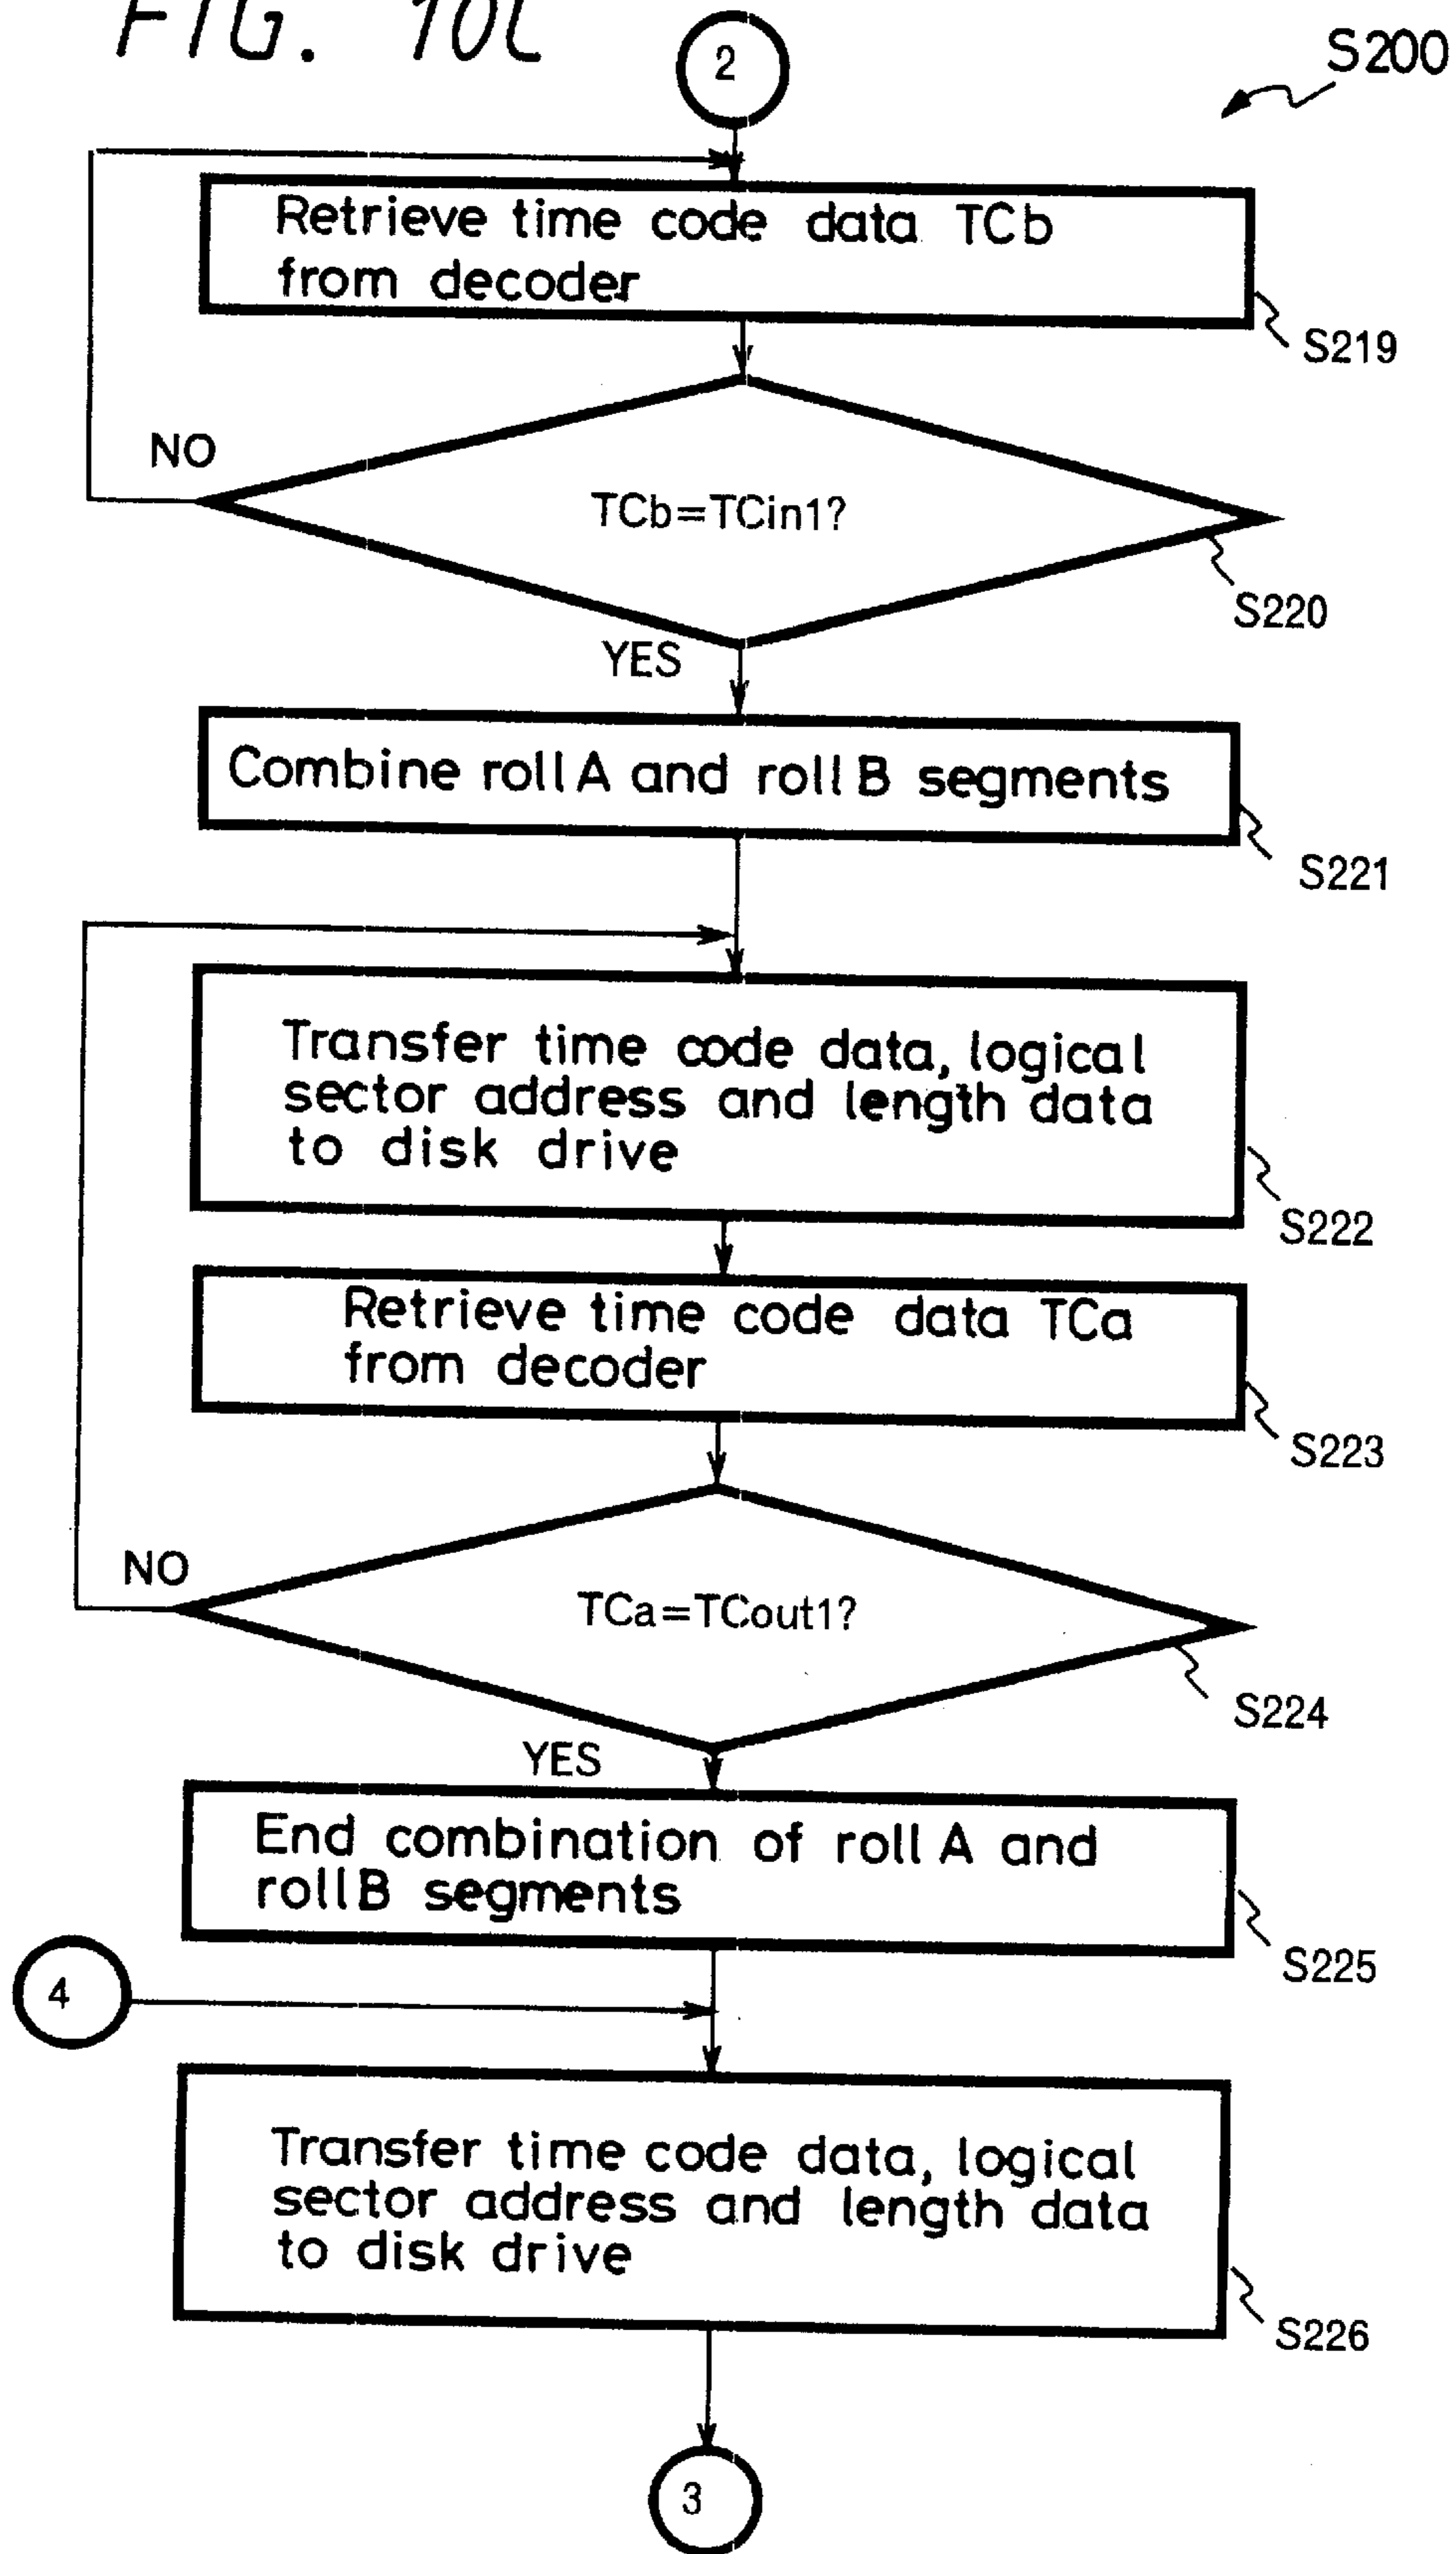 FIG. 10C
2
S200
Retrieve time code data TCb
from decoder
S219
NO
TCb=TCin1?
S220
YES
Combine roll A and roll B segments
S221
Transfer time code data, logical
sector address and length data
to disk drive
S222
Retrieve time code data TCa
from decoder
S223
NO
TCa=TCout1?
S224
YES
End combination of roll A and
roll B segments
S225
4
Transfer time code data, logical
sector address and length data
to disk drive
S226
3